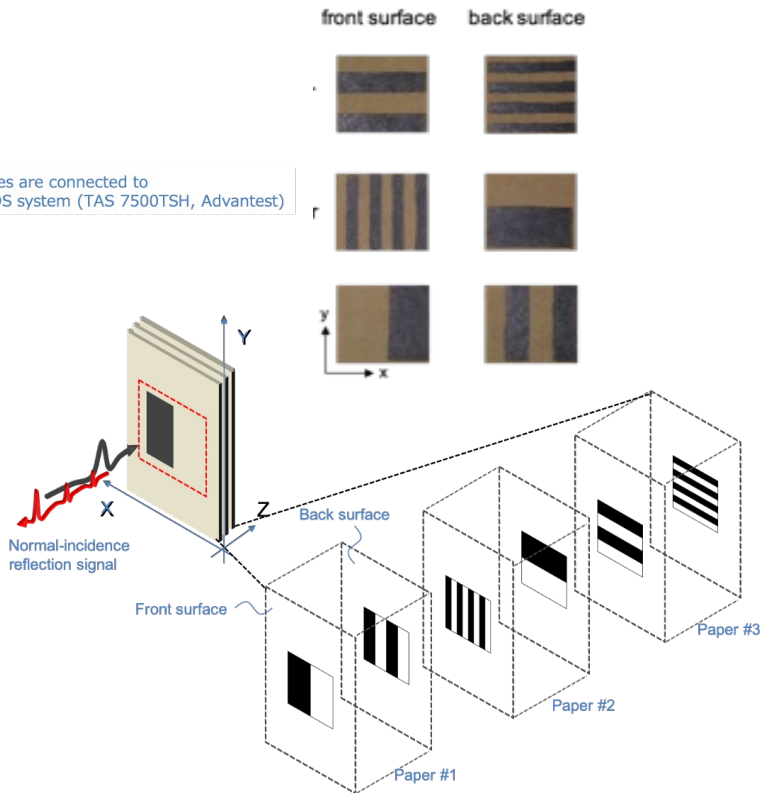 front surface back surface
es are connected to
OS system (TAS 7500TSH, Advantest)
y
x
Y
X
Z
Normal-incidence
reflection signal
Back surface
Front surface
Paper #3
Paper #2
Paper #1